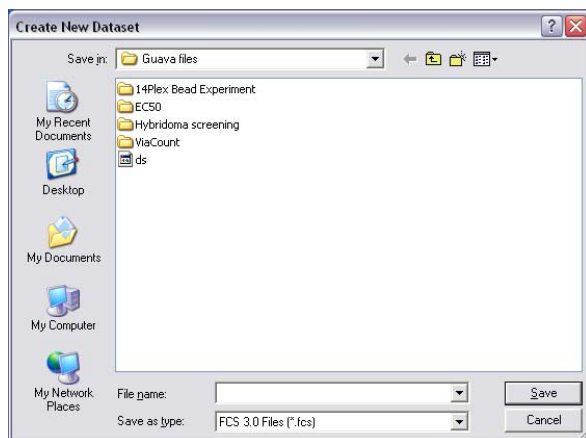 Create New Dataset
Save in: Guava files
14Plex Bead Experiment
EC50
Hybridoma screening
ViaCount
ds
My Recent
Documents
Desktop
My Documents
My Computer
My Network
Places
File name:
Save
Save as type: FCS 3.0 Files (*.fcs)
Cancel